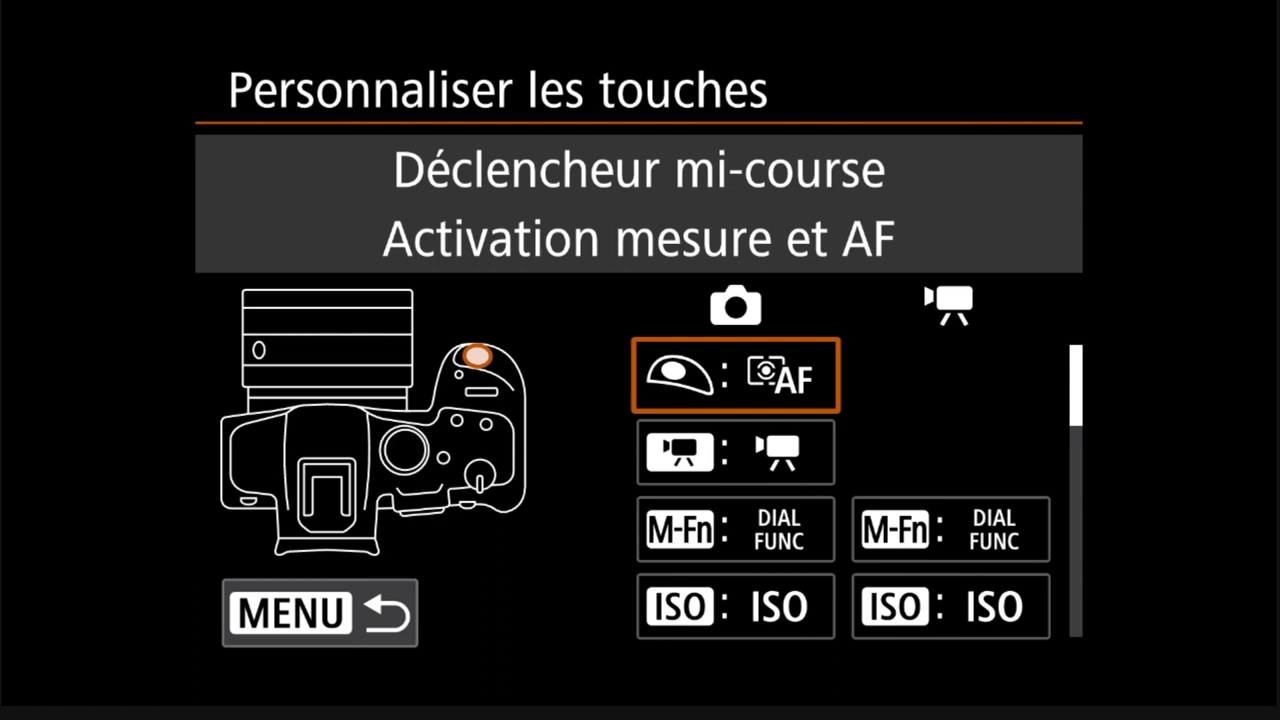 Personnaliser les touches
Déclencheur mi-course
Activation mesure et AF
: AF
:
M-Fn : DIAL FUNC M-Fn : DIAL FUNC
ISO : ISO ISO : ISO
MENU